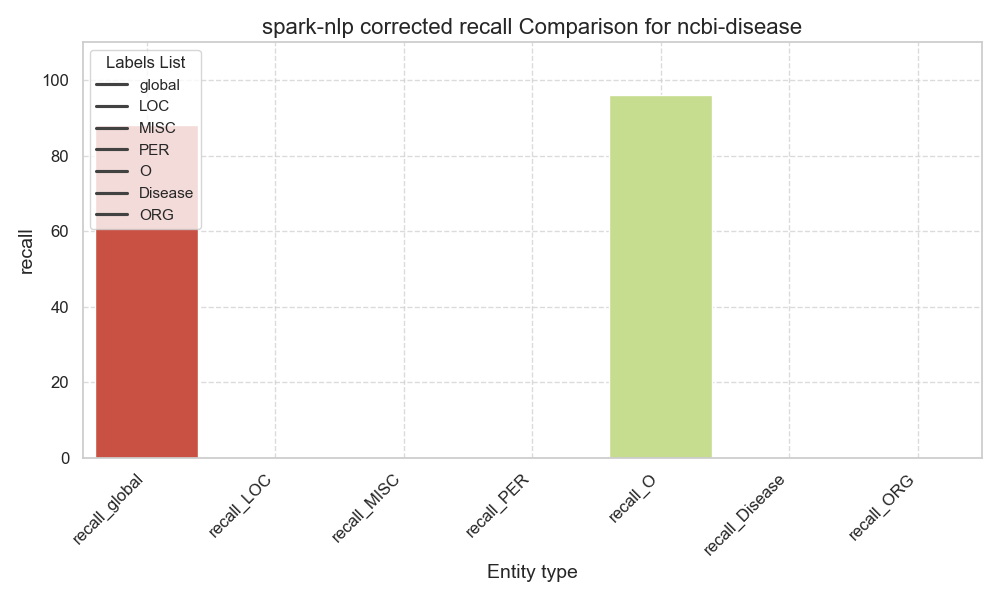 spark-nlp corrected recall Comparison for ncbi-disease
Labels List
global
LOC
MISC
PER
O
Disease
ORG
100
80
60
40
20
0
recall
recall_global
recall_LOC
recall_MISC
recall_PER
recall_O
recall_Disease
recall_ORG
Entity type